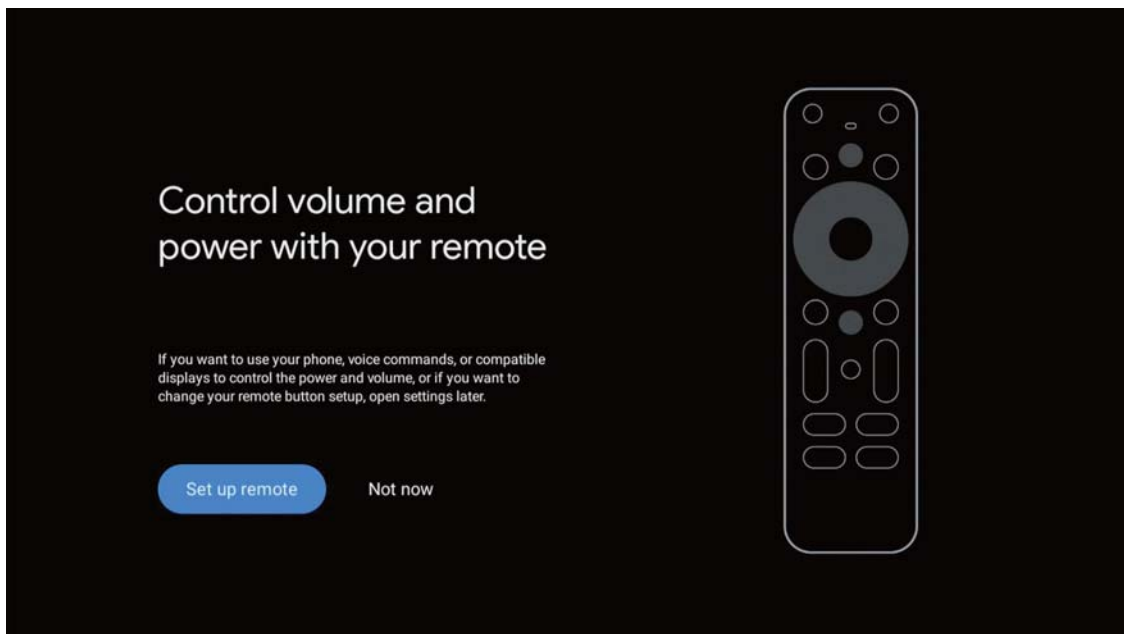 Control volume and
power with your remote
If you want to use your phone, voice commands, or compatible
displays to control the power and volume, or if you want to
change your remote button setup, open settings later.
Set up remote
Not now